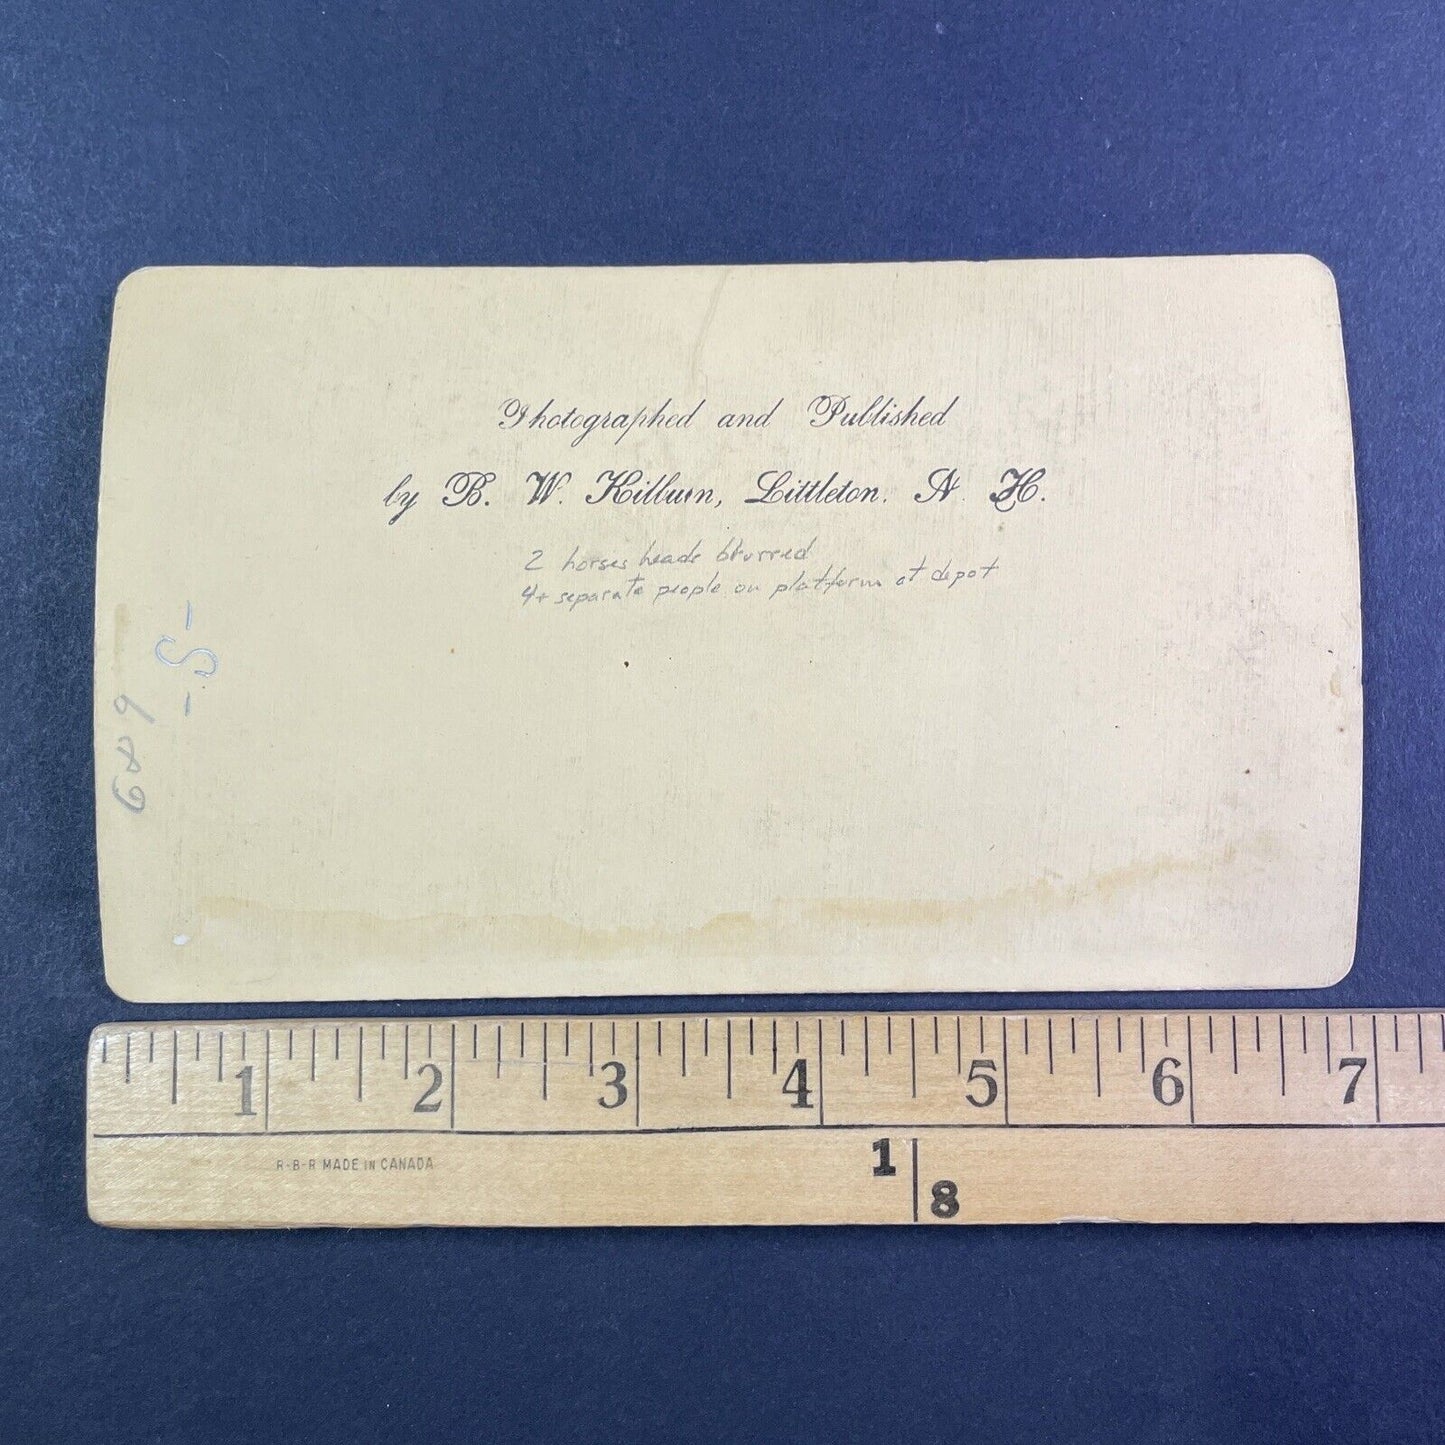 Photographed and Published
by B. W. Kilburn, Littleton. N. H.
2 horses heads blurred
4+ separate people on platform at depot
-S-
689
1 2 3 4 5 6 7
R-B-R MADE IN CANADA
1
8